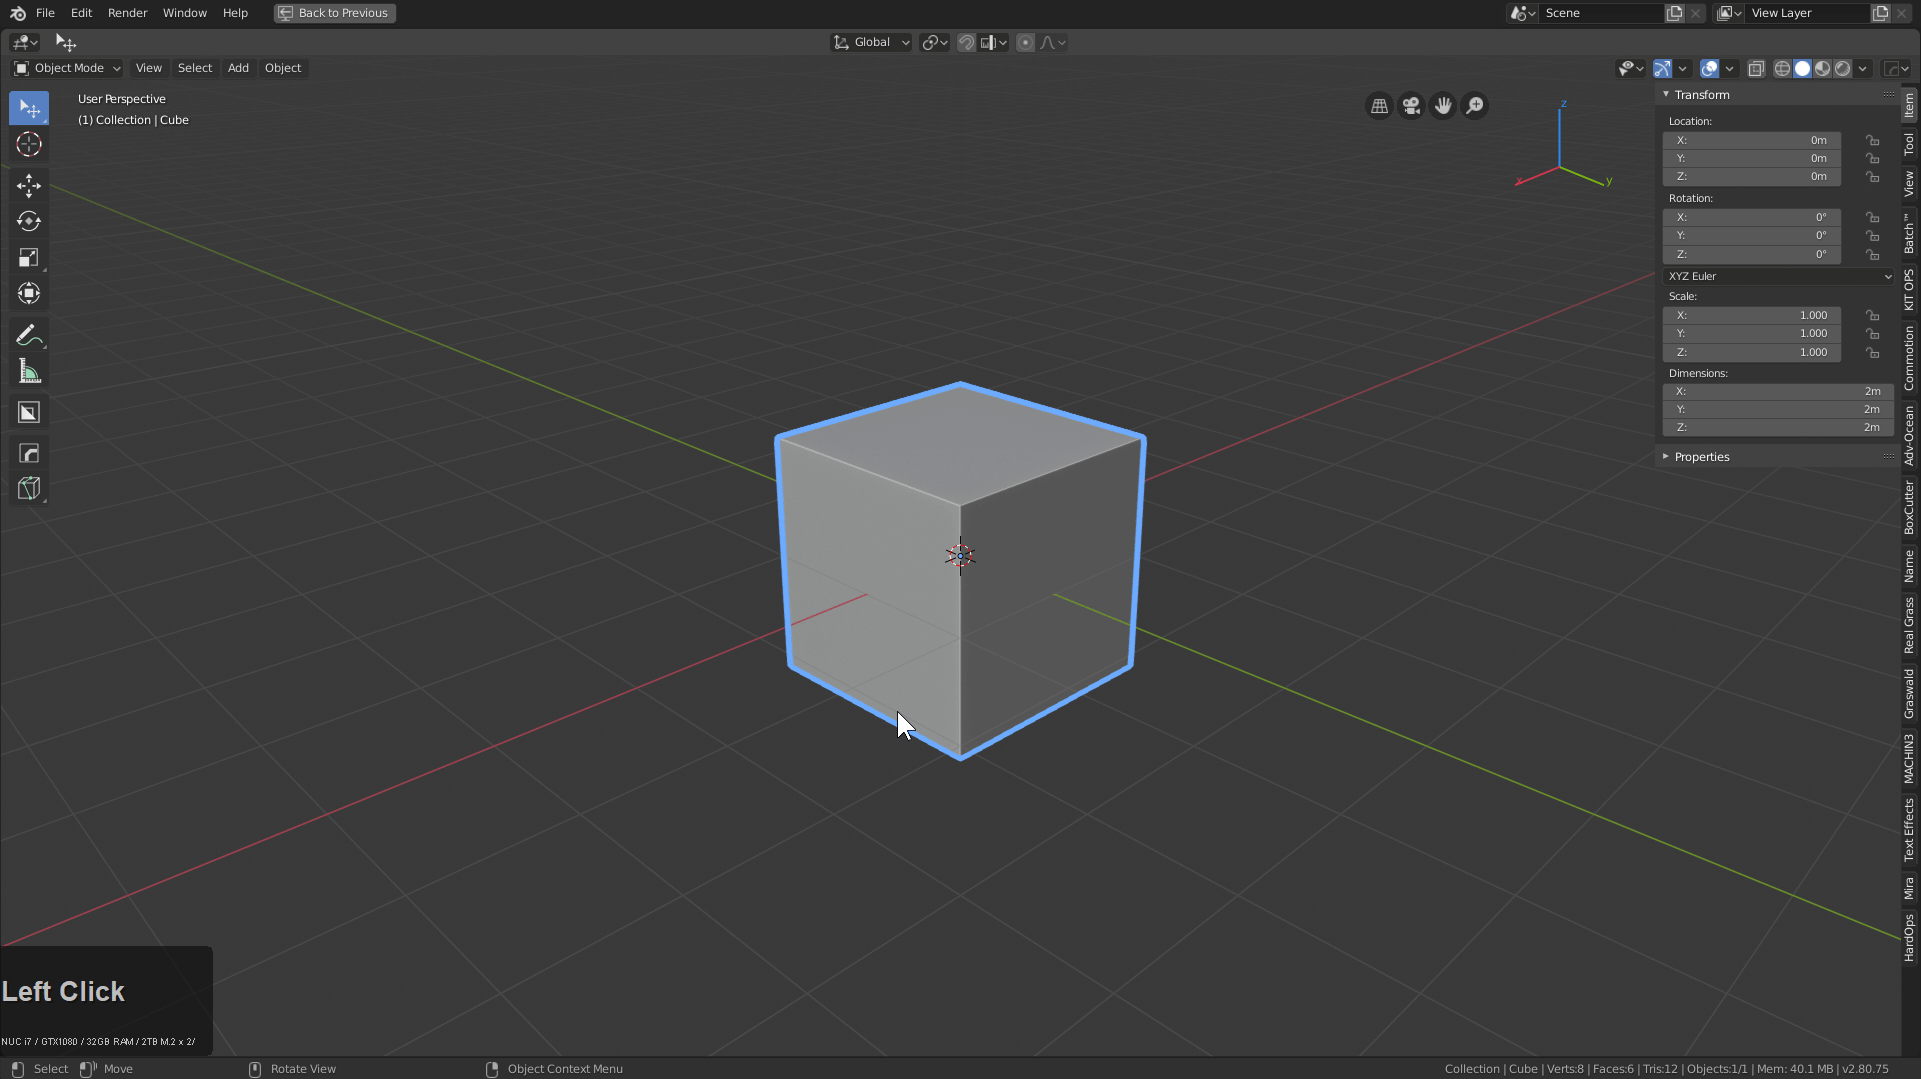 File Edit Render Window Help Back to Previous Scene View Layer
Global
Object Mode View Select Add Object
User Perspective
(1) Collection | Cube
z
x
y
Transform
Location:
X: 0m
Y: 0m
Z: 0m
Rotation:
X: 0°
Y: 0°
Z: 0°
XYZ Euler
Scale:
X: 1.000
Y: 1.000
Z: 1.000
Dimensions:
X: 2m
Y: 2m
Z: 2m
Properties
Item
Tool
View
Batch™
KIT OPS
Commotion
Adv-Ocean
BoxCutter
Name
Real Grass
Graswald
MACHIN3
Text Effects
Mira
HardOps
Left Click
NUC i7 / GTX1080 / 32GB RAM / 2TB M.2 x 2/
Select Move Rotate View Object Context Menu Collection | Cube | Verts:8 | Faces:6 | Tris:12 | Objects:1/1 | Mem: 40.1 MB | v2.80.75